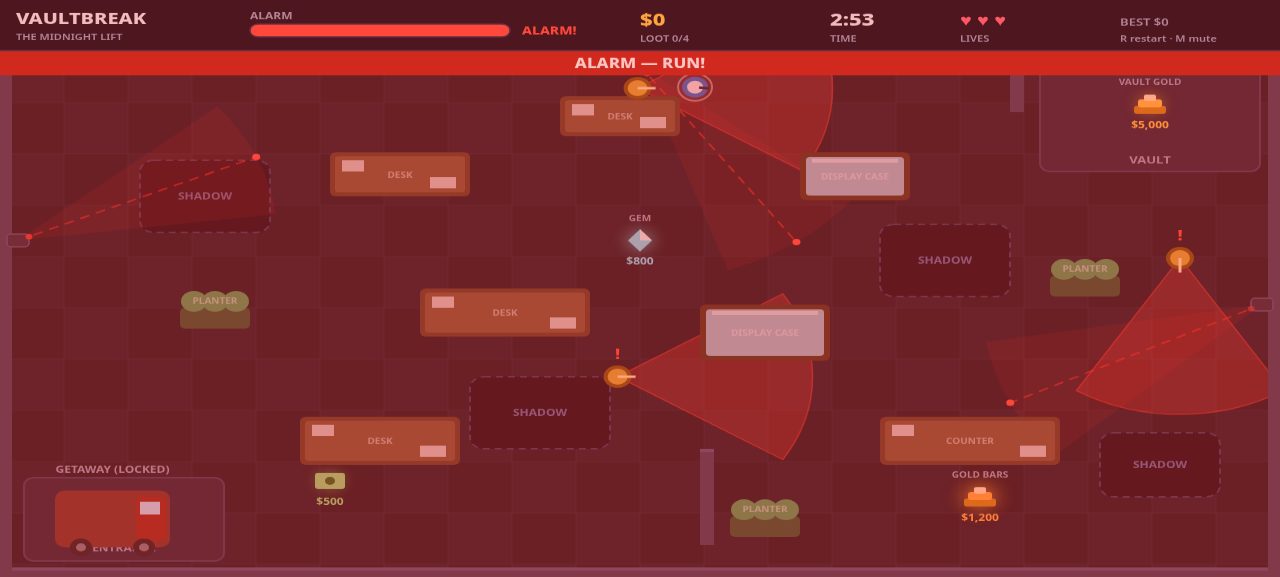 VAULTBREAK
THE MIDNIGHT LIFT
ALARM
ALARM!
$0
LOOT 0/4
2:53
TIME
♥ ♥ ♥
LIVES
BEST $0
R restart · M mute
ALARM — RUN!
VAULT GOLD
$5,000
VAULT
DESK
DESK
DISPLAY CASE
SHADOW
GEM
$800
!
SHADOW
PLANTER
PLANTER
DESK
DISPLAY CASE
!
SHADOW
DESK
COUNTER
SHADOW
GETAWAY (LOCKED)
GOLD BARS
$500
PLANTER
$1,200